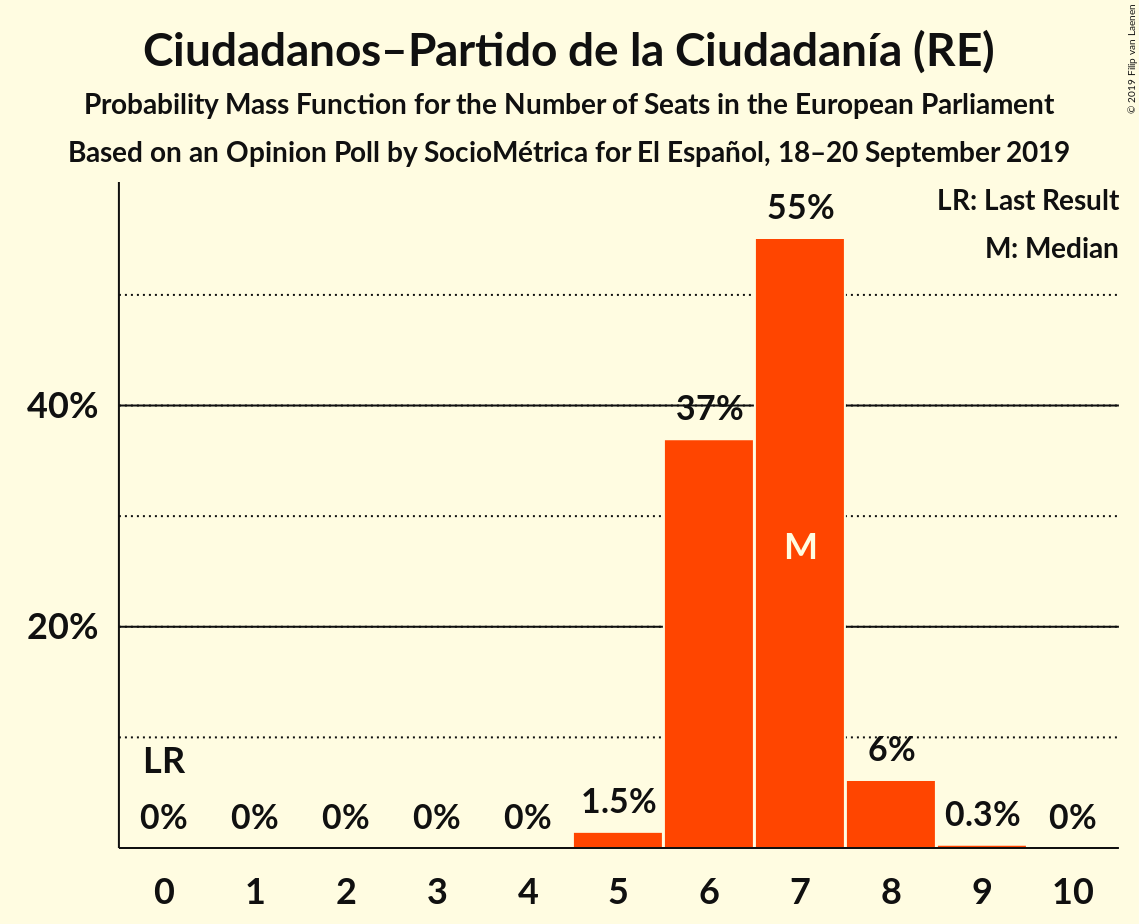 Ciudadanos–Partido de la Ciudadanía (RE)
Probability Mass Function for the Number of Seats in the European Parliament
Based on an Opinion Poll by SocioMétrica for El Español, 18–20 September 2019
© 2019 Filip van Laenen
LR: Last Result
M: Median
55%
40%
37%
M
20%
LR
6%
0% 0% 0% 0% 0% 1.5% 0.3% 0%
0 1 2 3 4 5 6 7 8 9 10